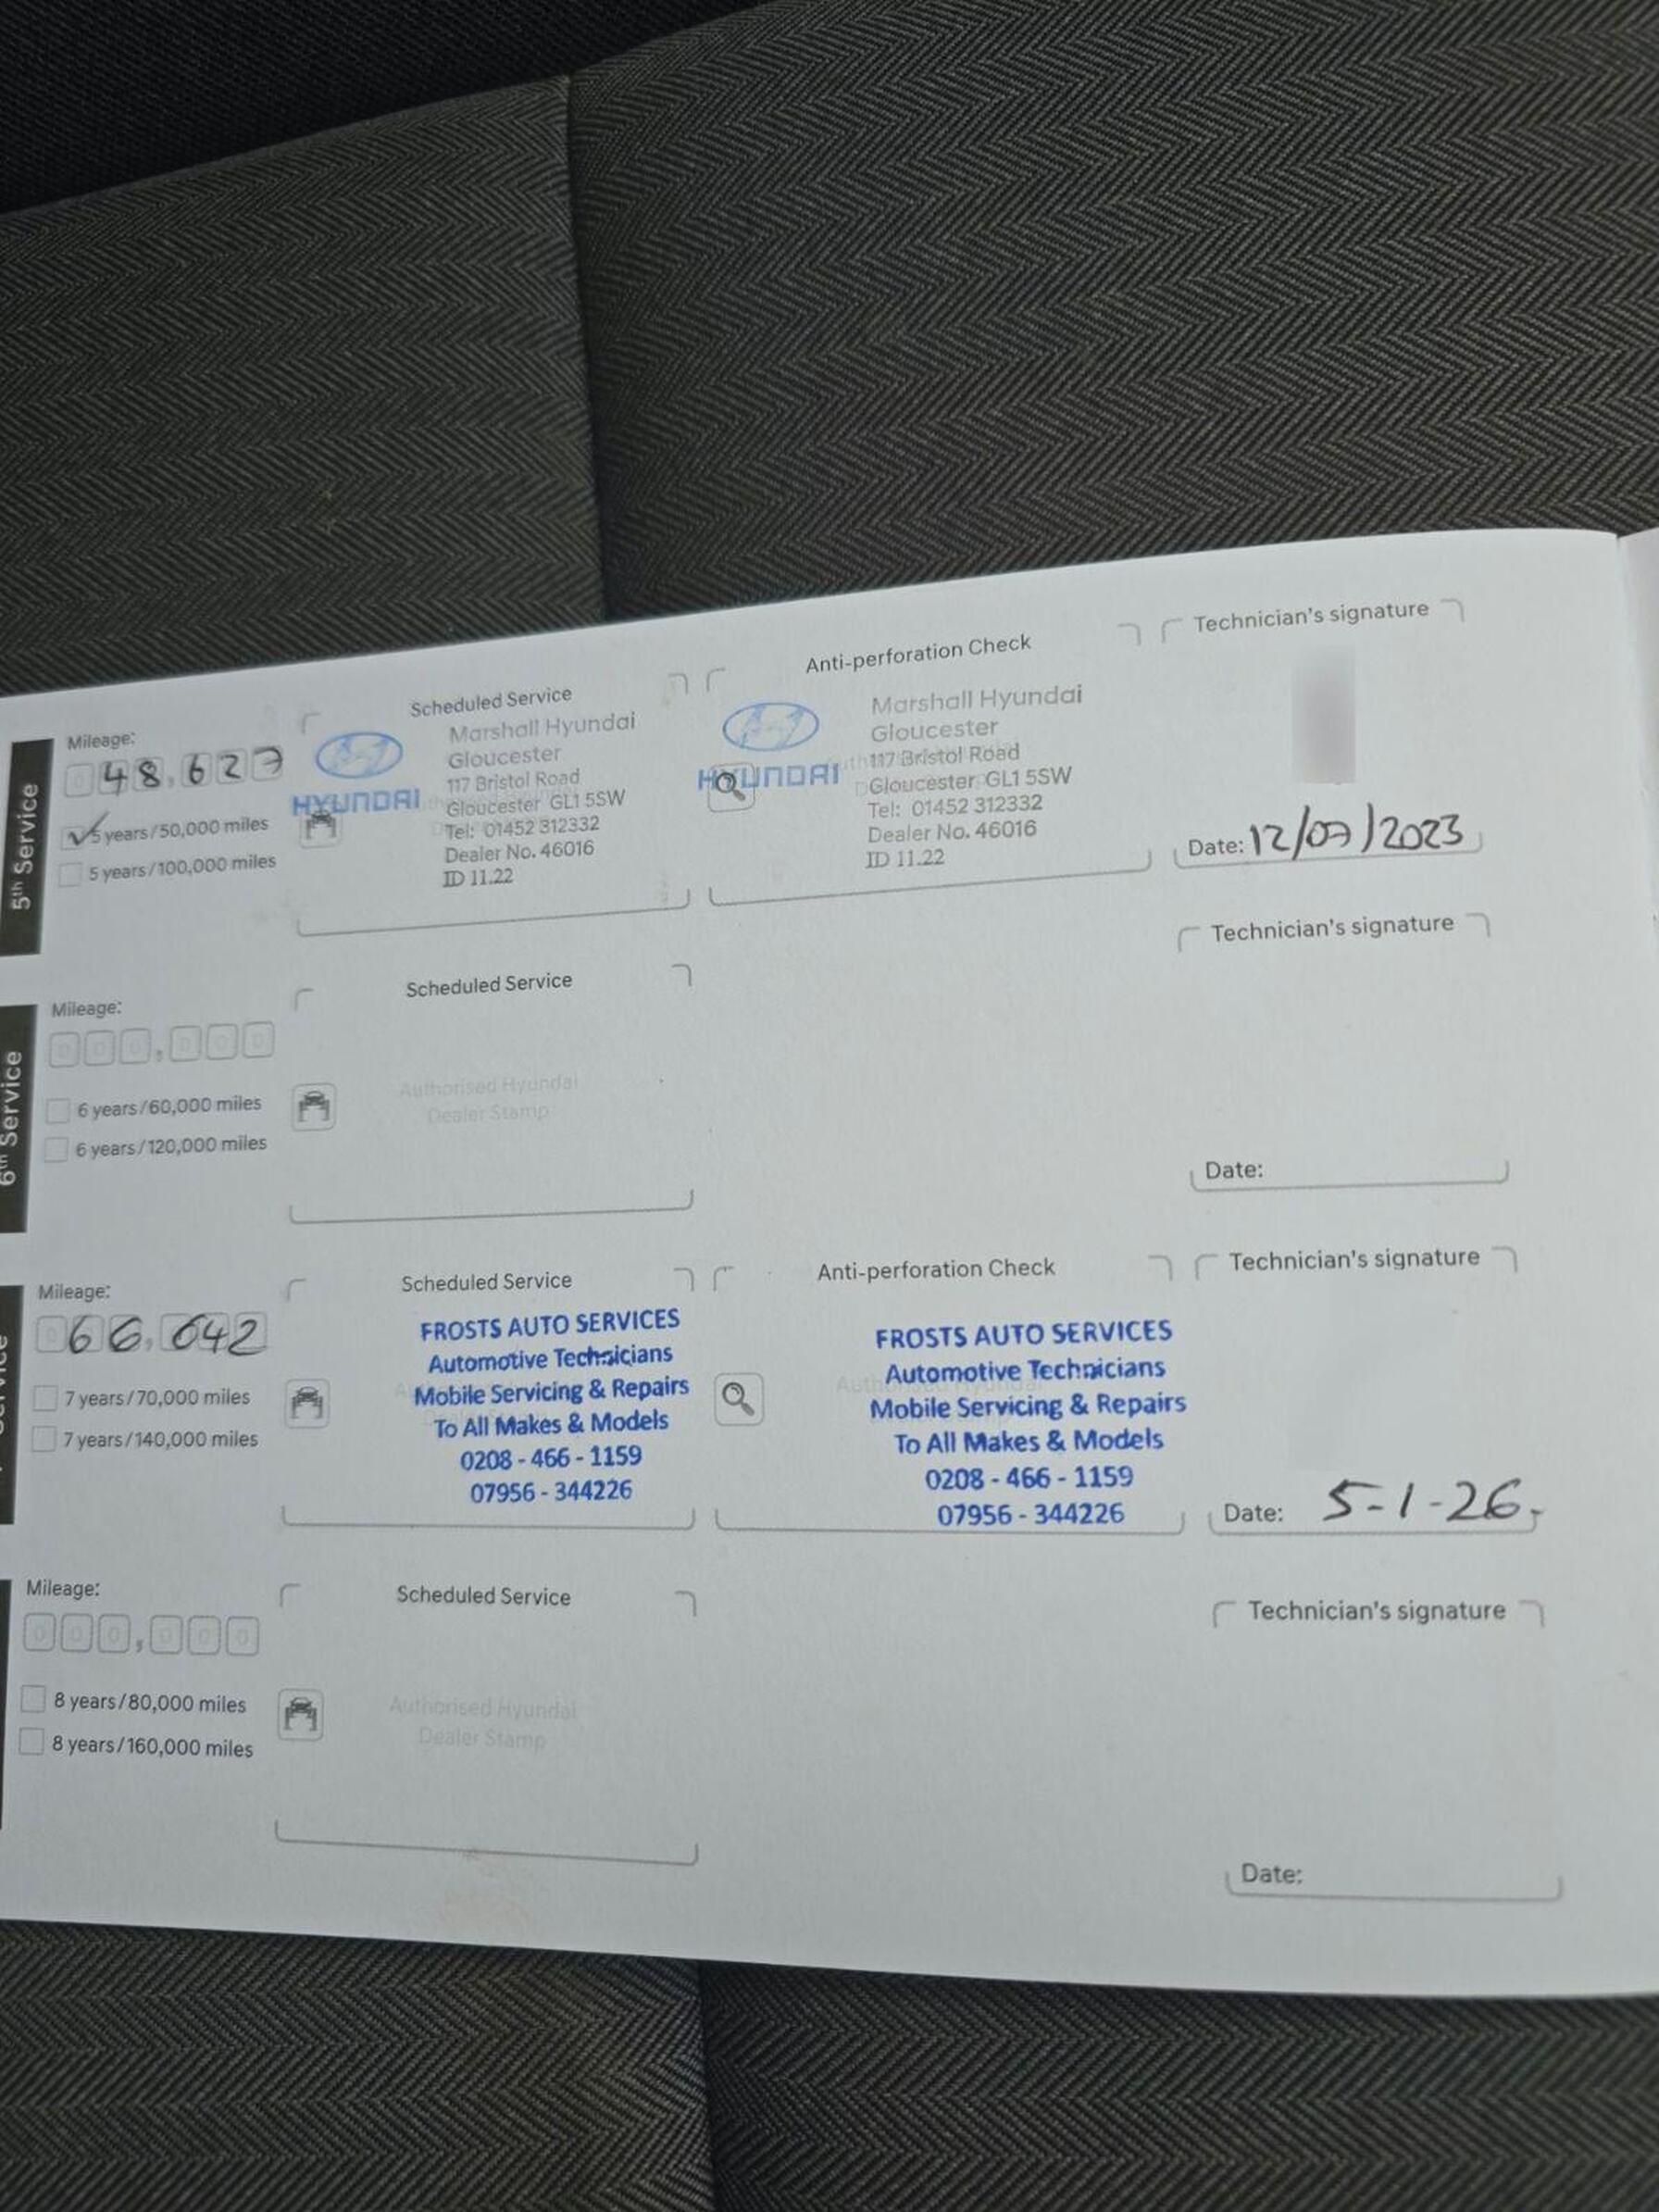 5th Service
Mileage:
48,627
5 years/50,000 miles
5 years/100,000 miles
Scheduled Service
HYUNDAI
Marshall Hyundai
Gloucester
117 Bristol Road
Gloucester GL1 5SW
Tel: 01452 312332
Dealer No. 46016
ID 11.22
Anti-perforation Check
HYUNDAI
Marshall Hyundai
Gloucester
117 Bristol Road
Gloucester GL1 5SW
Tel: 01452 312332
Dealer No. 46016
ID 11.22
Technician's signature
Date: 12/07/2023
6th Service
Mileage:
000,000
6 years/60,000 miles
6 years/120,000 miles
Scheduled Service
Authorised Hyundai
Dealer Stamp
Technician's signature
Date:
Mileage:
66,642
7 years/70,000 miles
7 years/140,000 miles
Scheduled Service
FROSTS AUTO SERVICES
Automotive Technicians
Mobile Servicing & Repairs
To All Makes & Models
0208 - 466 - 1159
07956 - 344226
Anti-perforation Check
FROSTS AUTO SERVICES
Automotive Technicians
Mobile Servicing & Repairs
To All Makes & Models
0208 - 466 - 1159
07956 - 344226
Technician's signature
Date: 5-1-26.
Mileage:
000,000
8 years/80,000 miles
8 years/160,000 miles
Scheduled Service
Authorised Hyundai
Dealer Stamp
Technician's signature
Date: